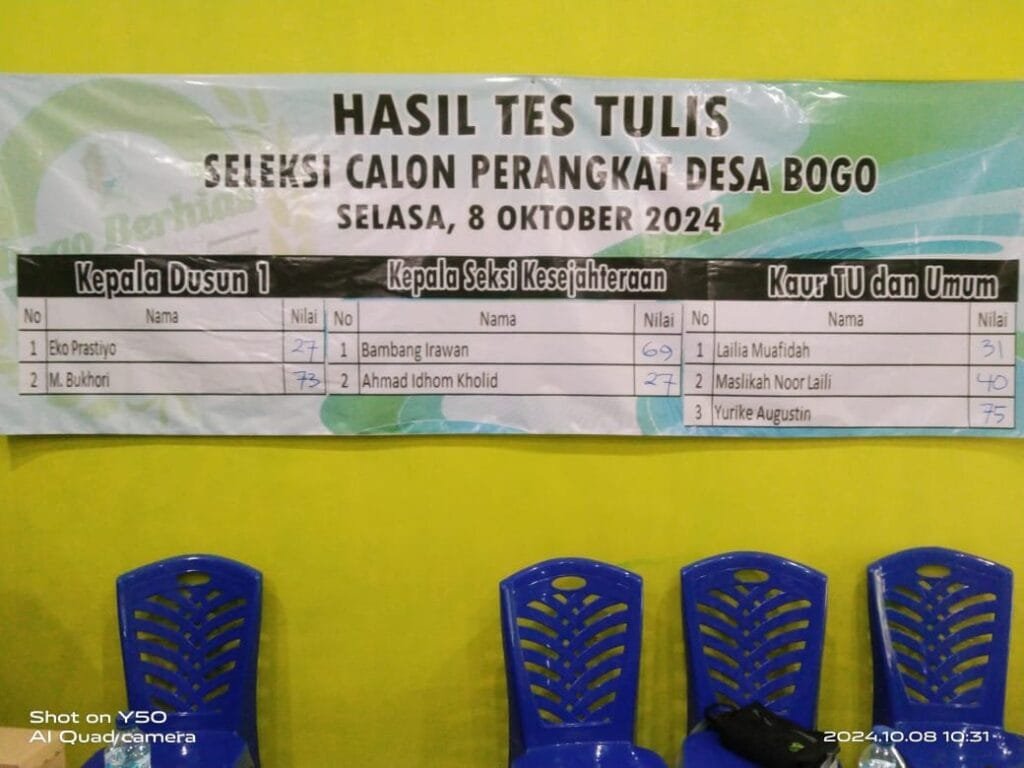 HASIL TES TULIS
SELEKSI CALON PERANGKAT DESA BOGO
SELASA, 8 OKTOBER 2024
Kepala Dusun 1
No Nama Nilai
1 Eko Prastiyo 27
2 M. Bukhori 73
Kepala Seksi Kesejahteraan
No Nama Nilai
1 Bambang Irawan 69
2 Ahmad Idhom Kholid 27
Kaur TU dan Umum
No Nama Nilai
1 Lailia Muafidah 31
2 Maslikah Noor Laili 40
3 Yurike Augustin 75
Shot on Y50
AI Quad camera
2024.10.08 10:31